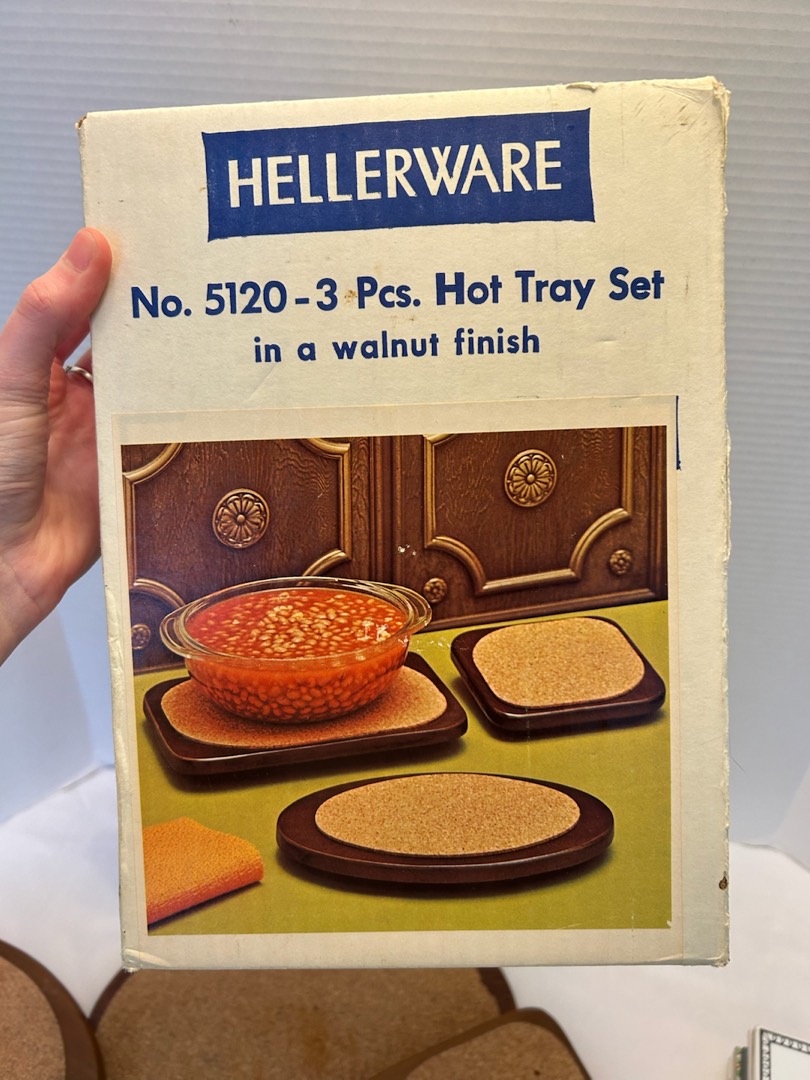 HELLERWARE
No. 5120-3 Pcs. Hot Tray Set
in a walnut finish